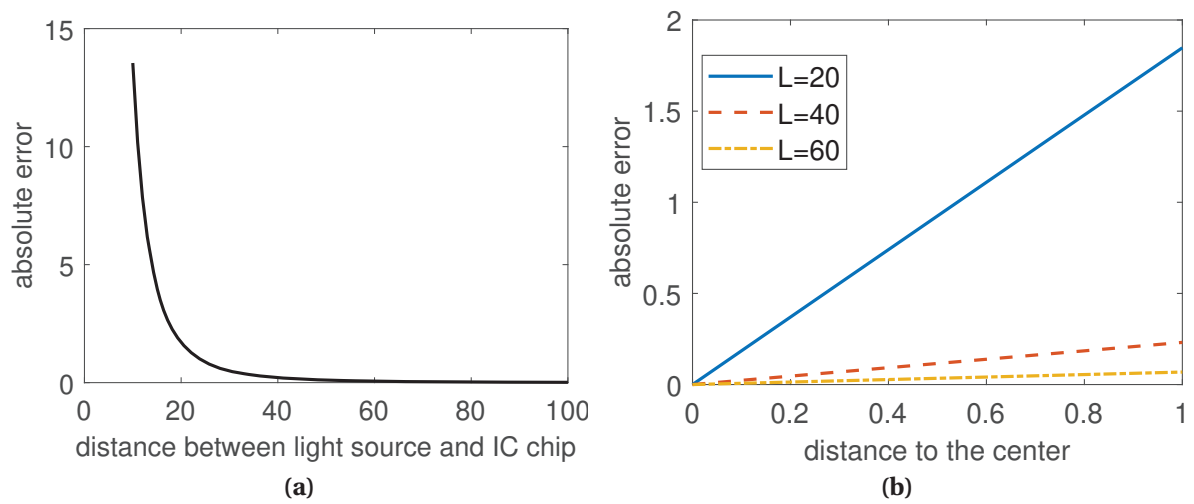 15
10
5
0
absolute error
0
20
40
60
80
100
distance between light source and IC chip
(a)
2
1.5
1
0.5
0
absolute error
L=20
L=40
L=60
0
0.2
0.4
0.6
0.8
1
distance to the center
(b)